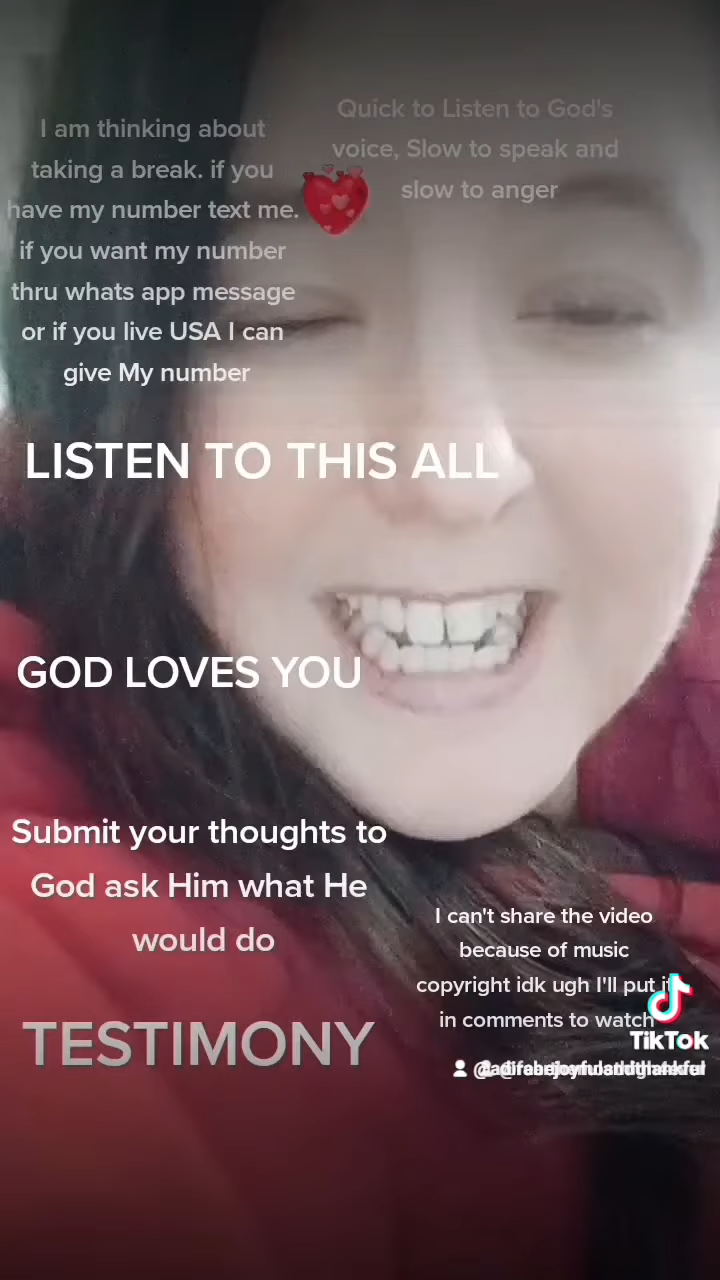 I am thinking about
taking a break. if you
have my number text me.
if you want my number
thru whats app message
or if you live USA I can
give My number
Quick to Listen to God's
voice, Slow to speak and
slow to anger
LISTEN TO THIS ALL
GOD LOVES YOU
Submit your thoughts to
God ask Him what He
would do
TESTIMONY
I can't share the video
because of music
copyright idk ugh I'll put it
in comments to watch
TikTok